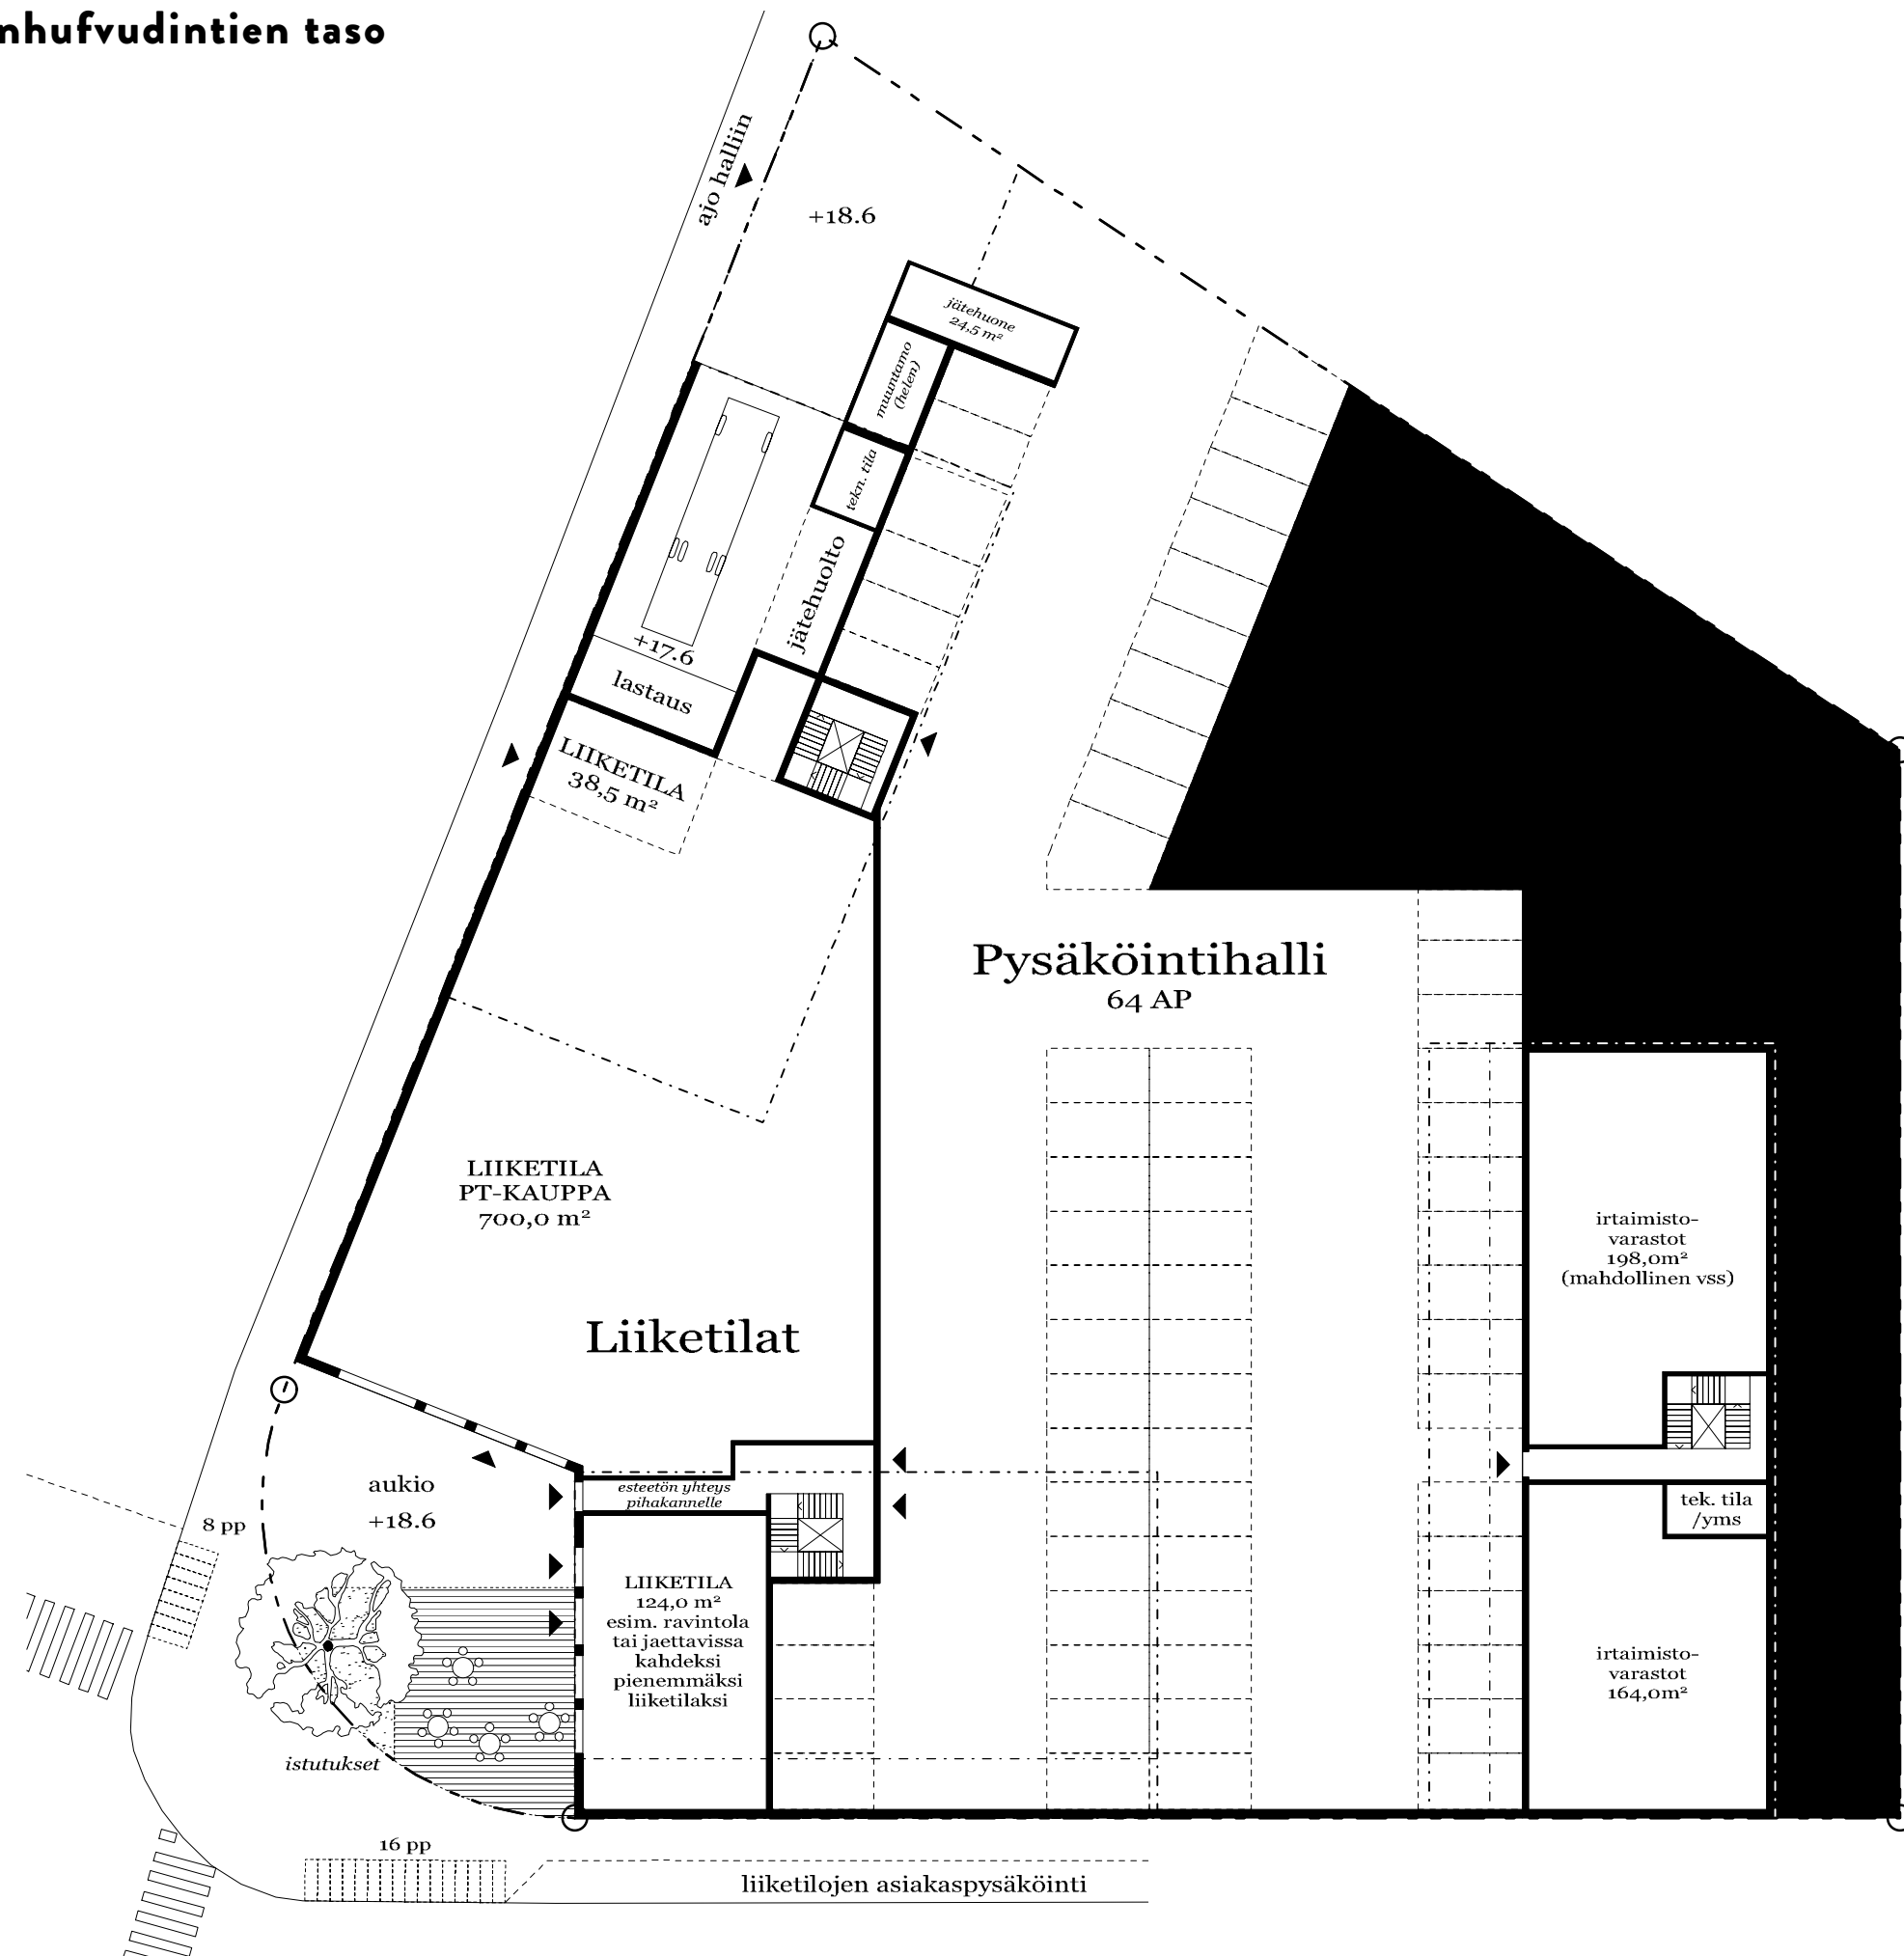 nhufvudintien taso
ajo halliin
+18.6
jätehuone
24,5 m²
muuntamo
(helen)
tekn. tila
jätehuolto
+17.6
lastaus
LIIKETILA
38,5 m²
Pysäköintihalli
64 AP
LIIKETILA
PT-KAUPPA
700,0 m²
irtaimisto-
varastot
198,0m²
(mahdollinen vss)
Liiketilat
aukio
+18.6
esteetön yhteys
pihakannelle
tek. tila
/yms
8 pp
LIIKETILA
124,0 m²
esim. ravintola
tai jaettavissa
kahdeksi
pienemmäksi
liiketilaksi
irtaimisto-
varastot
164,0m²
istutukset
16 pp
liiketilojen asiakaspysäköinti